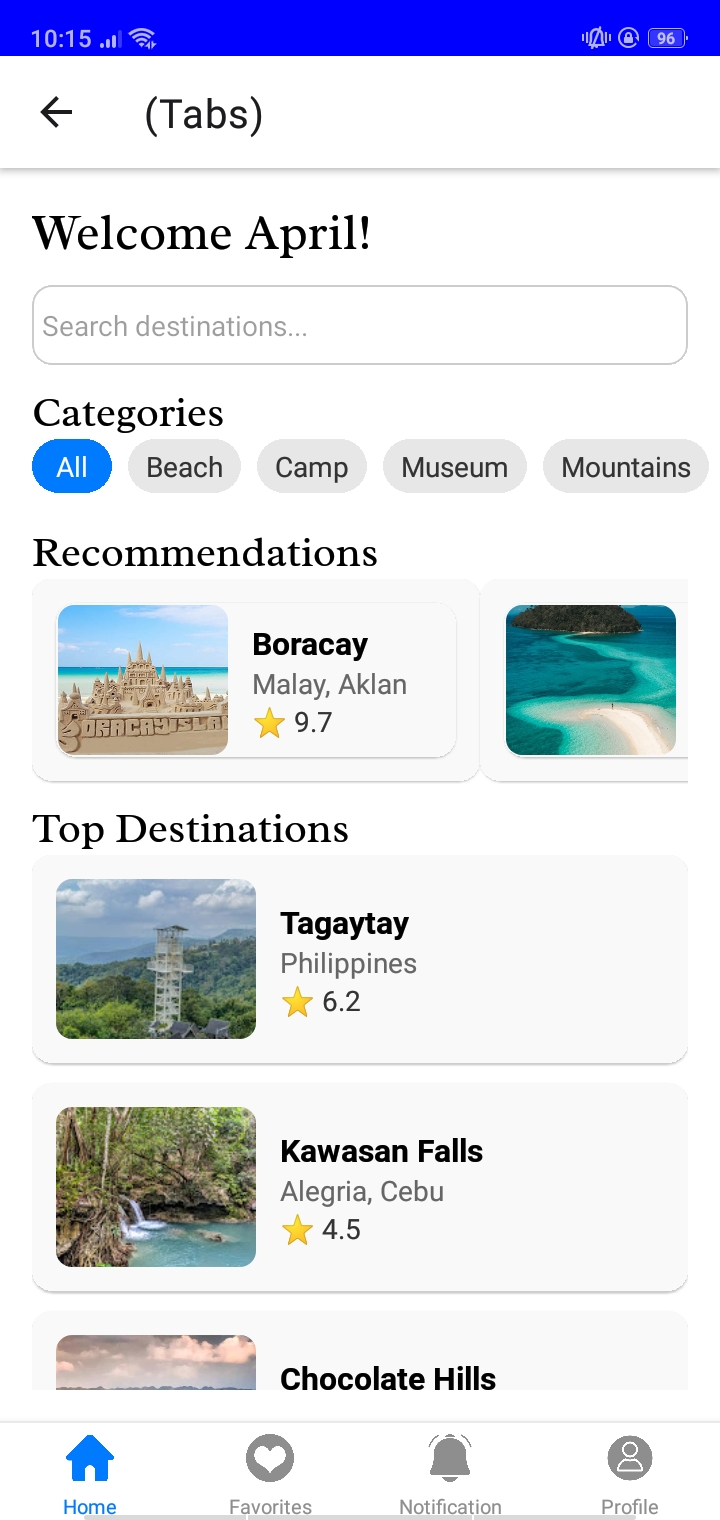 10:15
96
(Tabs)
Welcome April!
Search destinations...
Categories
All Beach Camp Museum Mountains
Recommendations
Boracay
Malay, Aklan
9.7
Top Destinations
Tagaytay
Philippines
6.2
Kawasan Falls
Alegria, Cebu
4.5
Chocolate Hills
Home Favorites Notification Profile